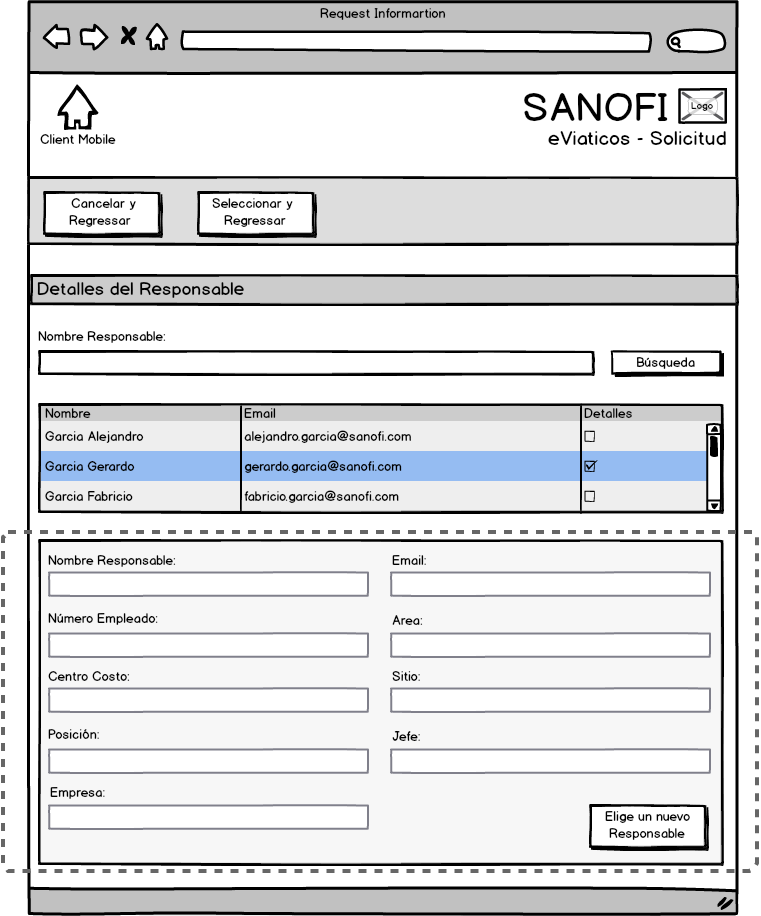 Request Informartion
SANOFI
Logo
Client Mobile
eViaticos - Solicitud
Cancelar y
Regressar
Seleccionar y
Regressar
Detalles del Responsable
Nombre Responsable:
Búsqueda
Nombre Email Detalles
Garcia Alejandro alejandro.garcia@sanofi.com
Garcia Gerardo gerardo.garcia@sanofi.com
Garcia Fabricio fabricio.garcia@sanofi.com
Nombre Responsable: Email:
Número Empleado: Area:
Centro Costo: Sitio:
Posición: Jefe:
Empresa:
Elige un nuevo
Responsable